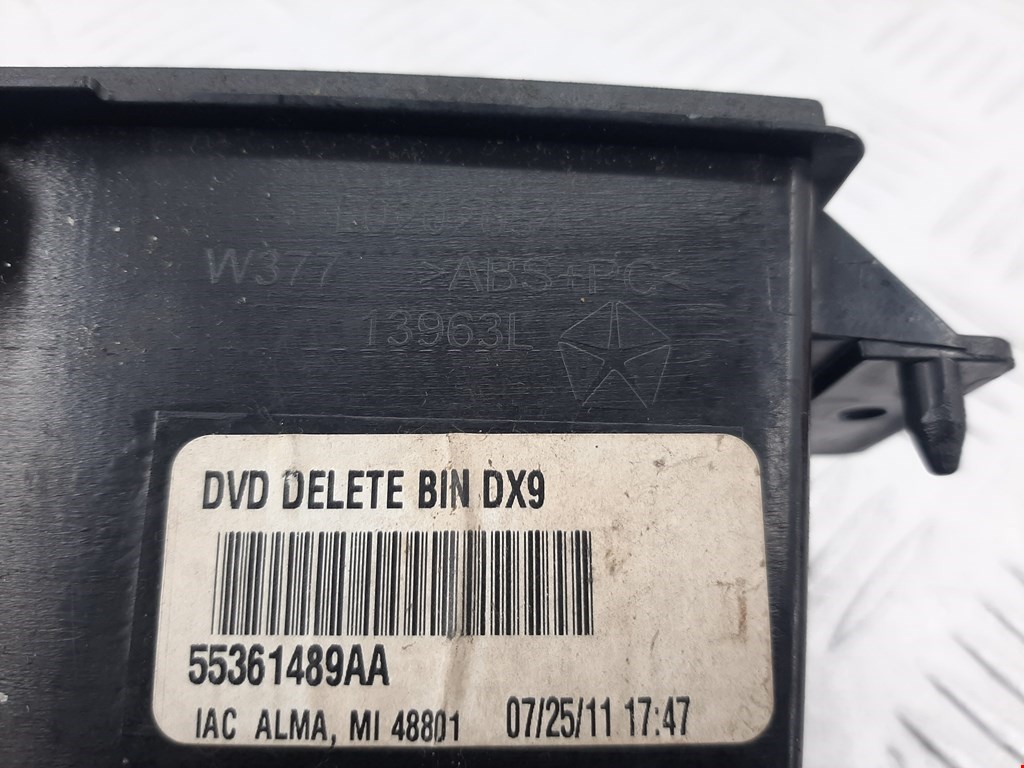 W377 >ABS+PC<
13963L
DVD DELETE BIN DX9
55361489AA
IAC ALMA, MI 48801 07/25/11 17:47